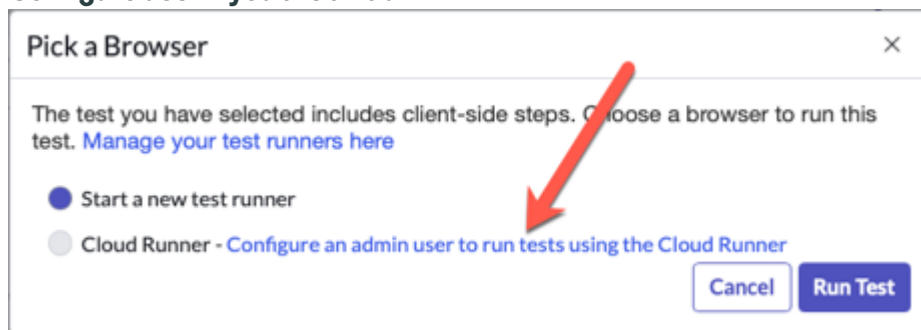 Pick a Browser
The test you have selected includes client-side steps. Choose a browser to run this
test. Manage your test runners here
Start a new test runner
Cloud Runner - Configure an admin user to run tests using the Cloud Runner
Cancel
Run Test